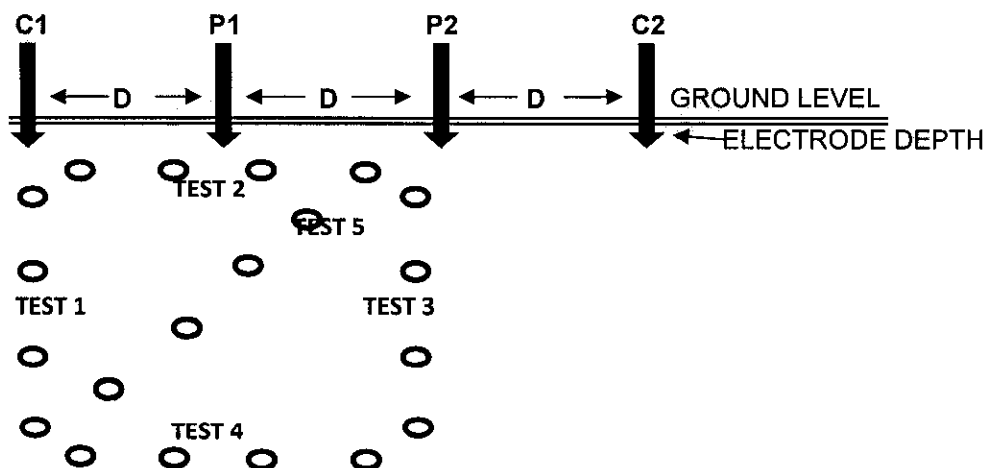 C1 P1 P2 C2
D D D
GROUND LEVEL
ELECTRODE DEPTH
TEST 2
TEST 5
TEST 1 TEST 3
TEST 4